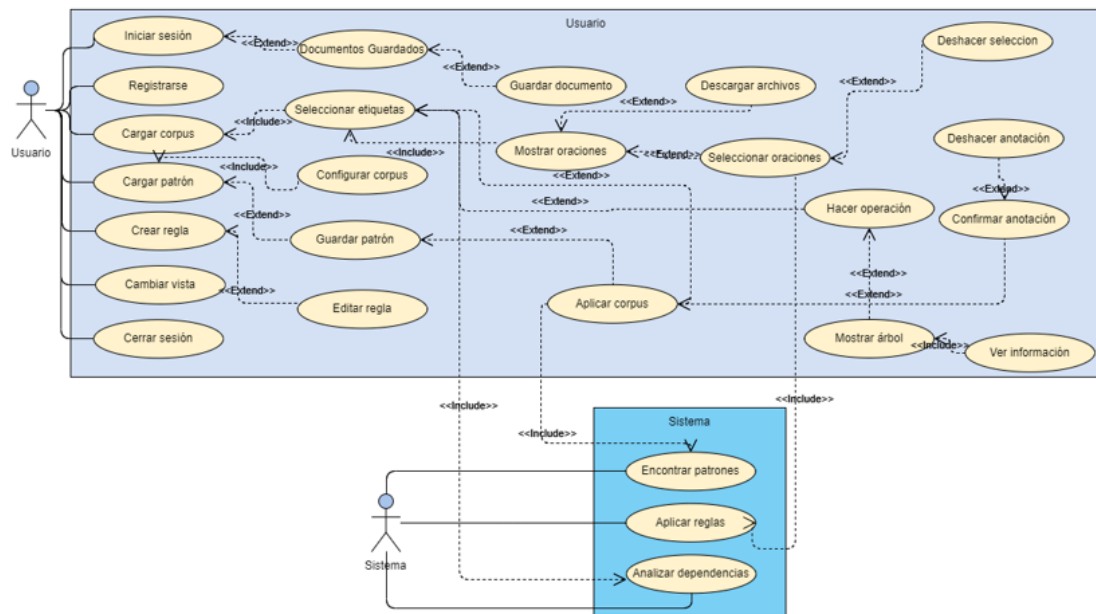 Usuario
Iniciar sesión
<<Extend>>
Documentos Guardados
Deshacer seleccion
<<Extend>>
Registrarse
Guardar documento
Descargar archivos
<<Extend>>
<<Extend>>
Seleccionar etiquetas
Usuario
Cargar corpus
<<Include>>
Deshacer anotación
Mostrar oraciones
<<Include>>
<<Extend>>
Seleccionar oraciones
<<Include>>
Configurar corpus
<<Extend>>
Cargar patrón
<<Extend>>
<<Extend>>
Hacer operación
Confirmar anotación
Crear regla
<<Extend>>
Guardar patrón
<<Extend>>
<<Extend>>
Cambiar vista
<<Extend>>
Editar regla
Aplicar corpus
<<Extend>>
Cerrar sesión
Mostrar árbol
<<Include>>
Ver información
<<Include>>
<<Include>>
Sistema
<<Include>>
Encontrar patrones
Aplicar reglas
Sistema
Analizar dependencias